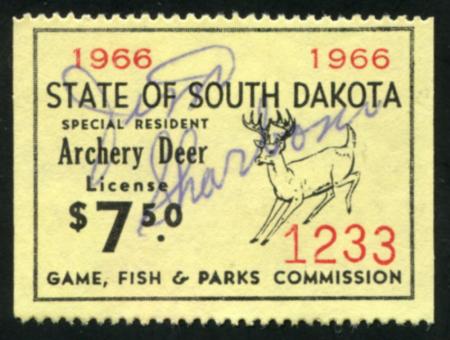 1966 1966
STATE OF SOUTH DAKOTA
SPECIAL RESIDENT
Archery Deer
License
$7.50
1233
GAME, FISH & PARKS COMMISSION